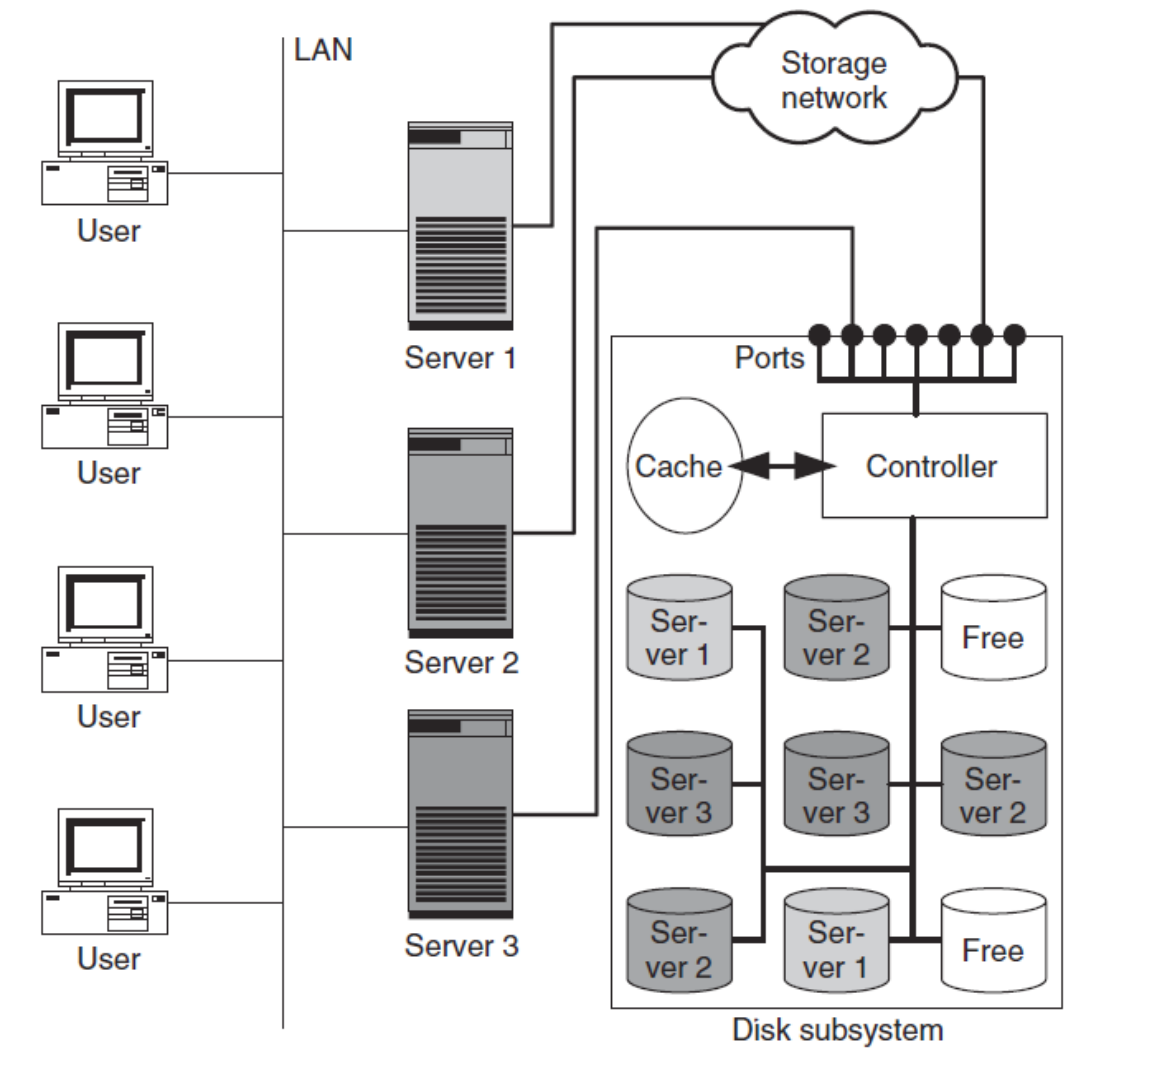 LAN
Storage
network
User
Server 1
Ports
User
Cache
Controller
Ser-
ver 1
Ser-
ver 2
Free
Server 2
User
Ser-
ver 3
Ser-
ver 3
Ser-
ver 2
Server 3
User
Ser-
ver 2
Ser-
ver 1
Free
Disk subsystem